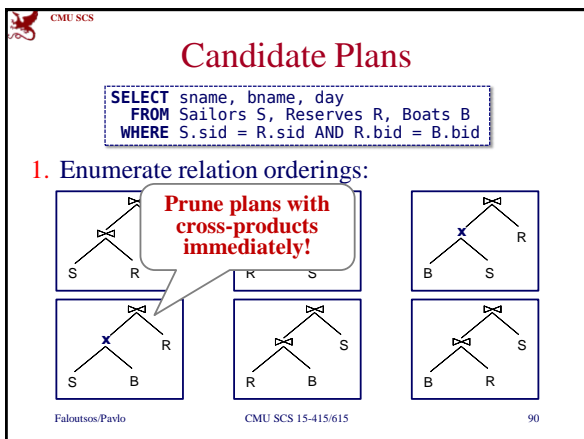 CMU SCS
Candidate Plans
SELECT sname, bname, day
FROM Sailors S, Reserves R, Boats B
WHERE S.sid = R.sid AND R.bid = B.bid
1. Enumerate relation orderings:
Prune plans with
cross-products
immediately!
S R
R S
x R
B S
x R
S B
S
R B
S
B R
Faloutsos/Pavlo CMU SCS 15-415/615 90